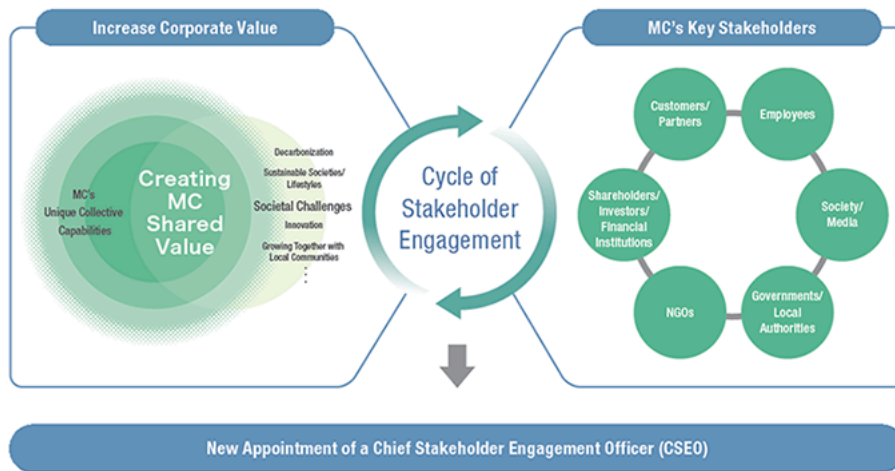 Increase Corporate Value
MC's
Unique Collective
Capabilities
Creating
MC
Shared
Value
Decarbonization
Sustainable Societies/
Lifestyles
Societal Challenges
Innovation
Growing Together with
Local Communities
Cycle of
Stakeholder
Engagement
MC's Key Stakeholders
Customers/
Partners
Employees
Shareholders/
Investors/
Financial
Institutions
Society/
Media
NGOs
Governments/
Local
Authorities
New Appointment of a Chief Stakeholder Engagement Officer (CSEO)